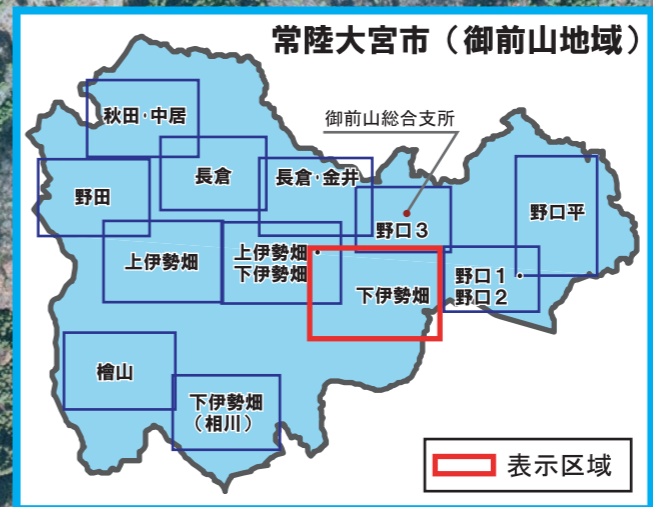 常陸大宮市（御前山地域）
御前山総合支所
秋田・中居
長倉
長倉・金井
野田
野口３
野口平
上伊勢畑
上伊勢畑
下伊勢畑
下伊勢畑
野口１
野口２
檜山
下伊勢畑
（相川）
表示区域